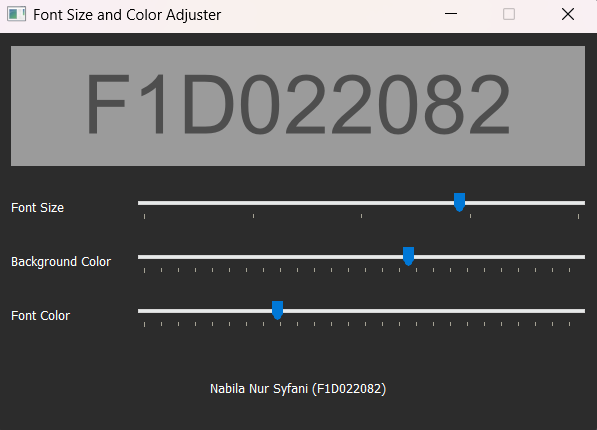 Font Size and Color Adjuster
F1D022082
Font Size
Background Color
Font Color
Nabila Nur Syfani (F1D022082)